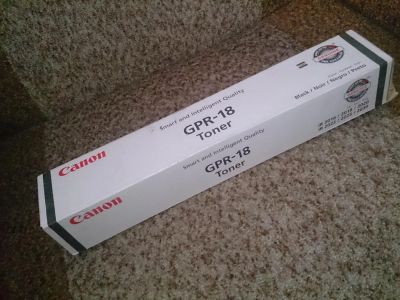 Canon
Smart and Intelligent Quality
GPR-18
Toner
Black / Noir / Negro / Preto
Canon
Smart and Intelligent Quality
GPR-18
Toner